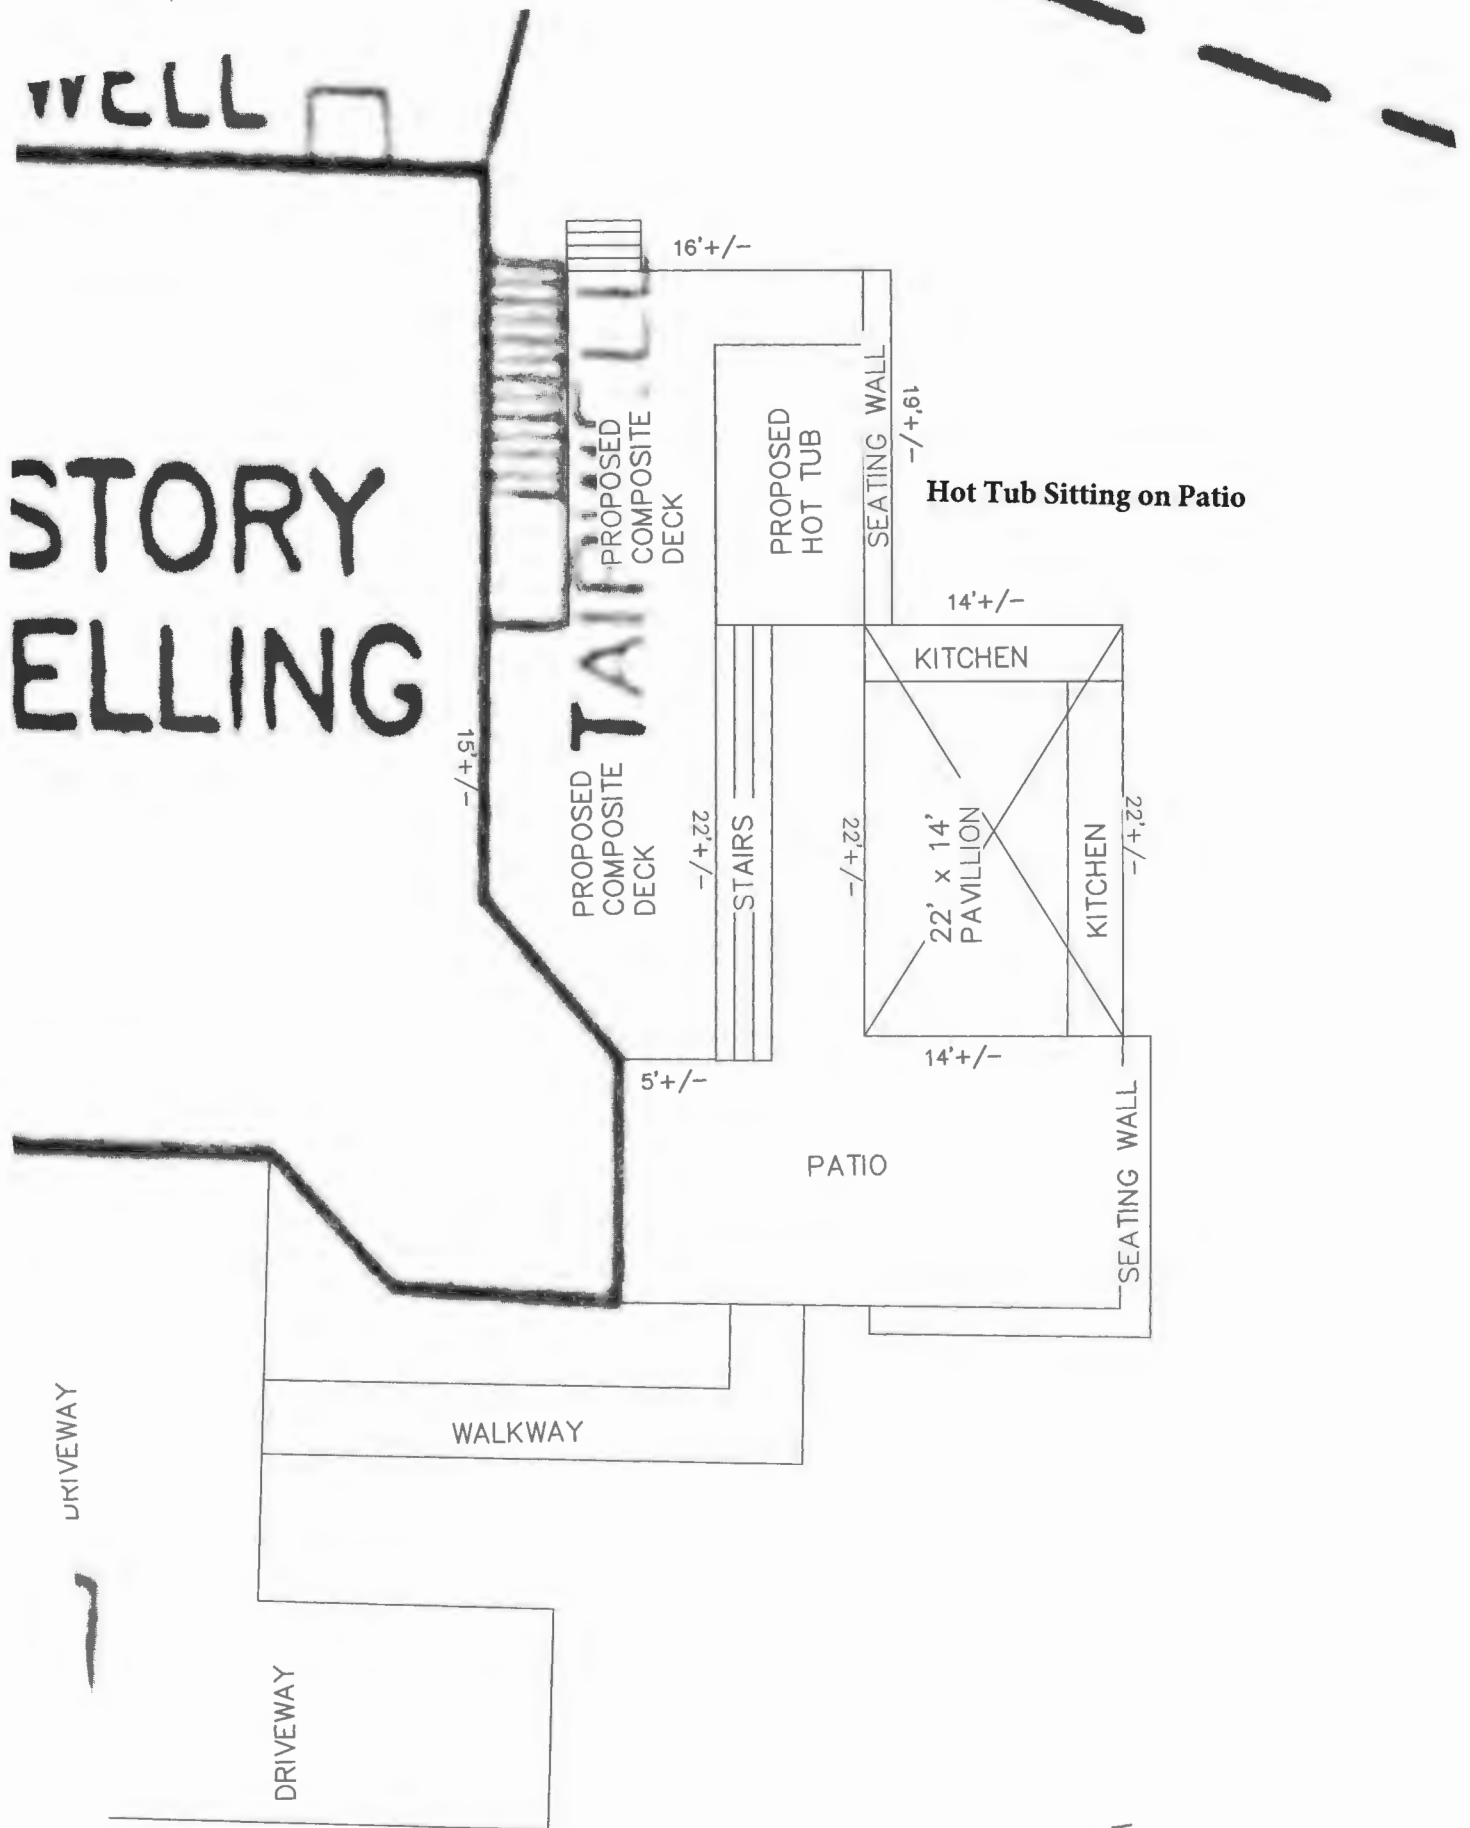 WELL
16'+/-
PROPOSED
COMPOSITE
DECK
PROPOSED
HOT TUB
SEATING WALL
19'+/-
Hot Tub Sitting on Patio
STORY
ELLING
14'+/-
KITCHEN
15'+/-
PROPOSED
COMPOSITE
DECK
22'+/-
STAIRS
22'+/-
22' x 14'
PAVILLION
KITCHEN
22'+/-
5'+/-
14'+/-
PATIO
SEATING WALL
WALKWAY
DRIVEWAY
DRIVEWAY